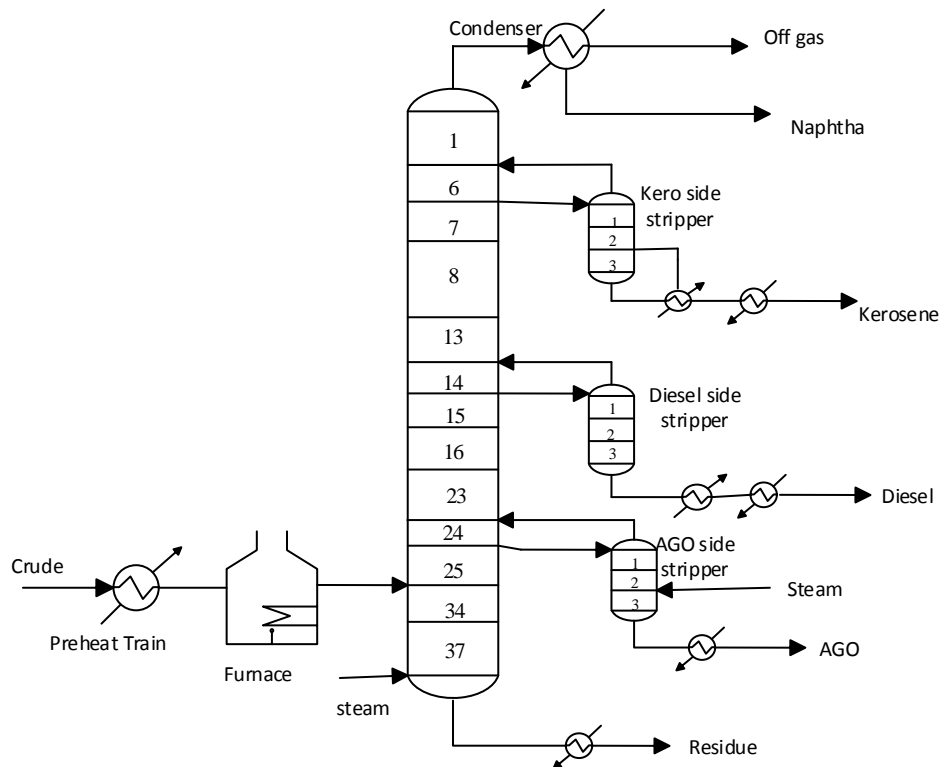 Condenser
Off gas
Naphtha
1
6
7
8
13
14
15
16
23
24
25
34
37
Kero side
stripper
1
2
3
Kerosene
Diesel side
stripper
1
2
3
Diesel
AGO side
stripper
1
2
3
Steam
AGO
Crude
Preheat Train
Furnace
steam
Residue